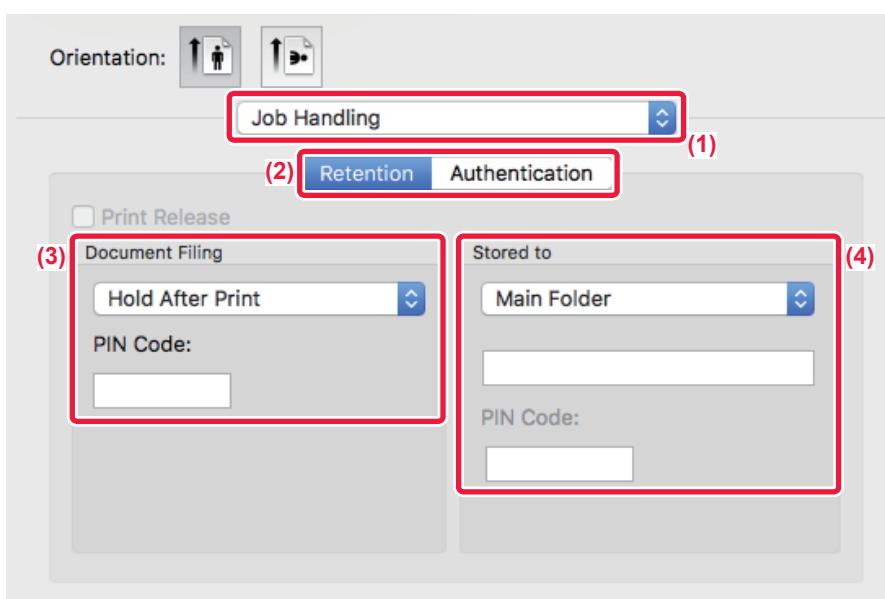 Orientation:
Job Handling
(1)
(2) Retention Authentication
Print Release
(3) Document Filing
Hold After Print
PIN Code:
Stored to (4)
Main Folder
PIN Code: